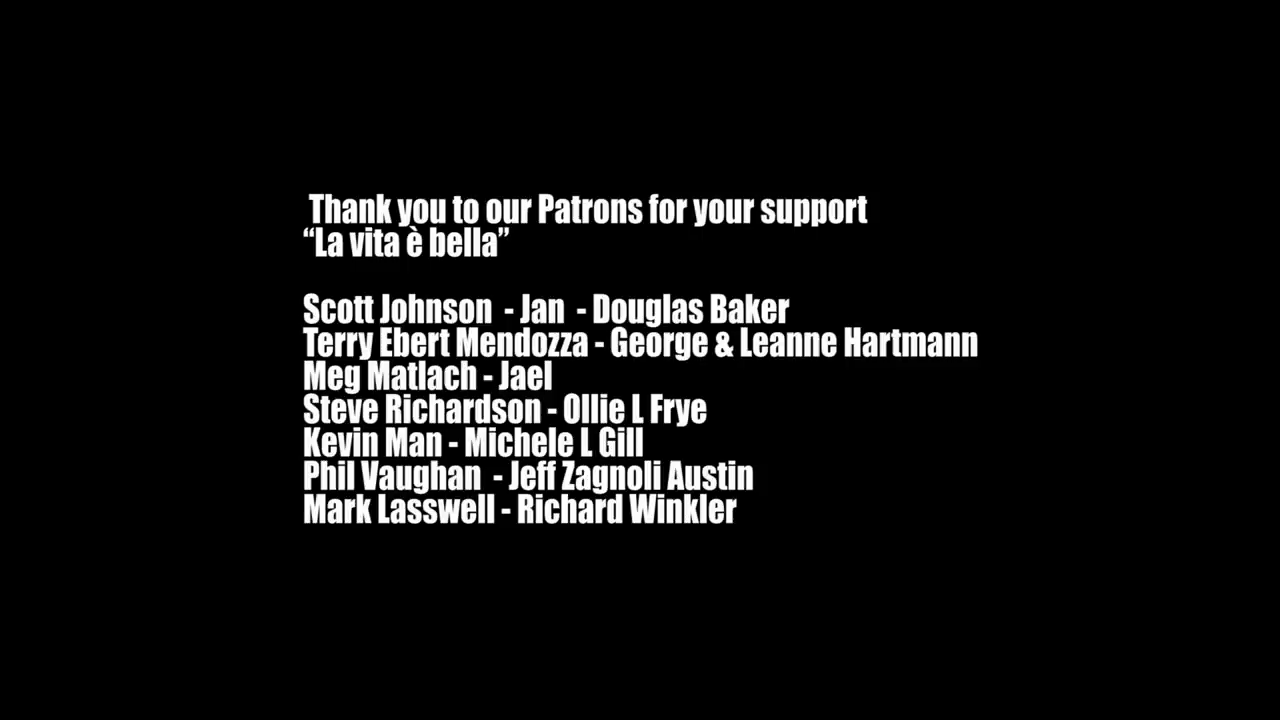 Thank you to our Patrons for your support
“La vita è bella”
Scott Johnson - Jan - Douglas Baker
Terry Ebert Mendozza - George & Leanne Hartmann
Meg Matlach - Jael
Steve Richardson - Ollie L Frye
Kevin Man - Michele L Gill
Phil Vaughan - Jeff Zagnoli Austin
Mark Lasswell - Richard Winkler